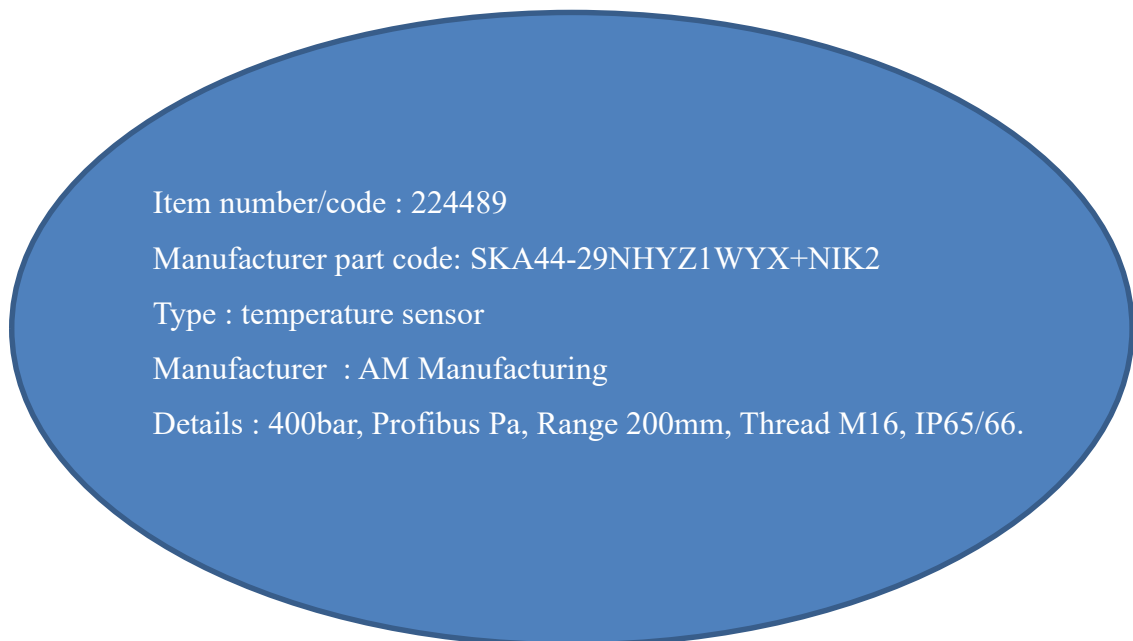 Item number/code : 224489
Manufacturer part code: SKA44-29NHYZ1WYX+NIK2
Type : temperature sensor
Manufacturer  : AM Manufacturing
Details : 400bar, Profibus Pa, Range 200mm, Thread M16, IP65/66.